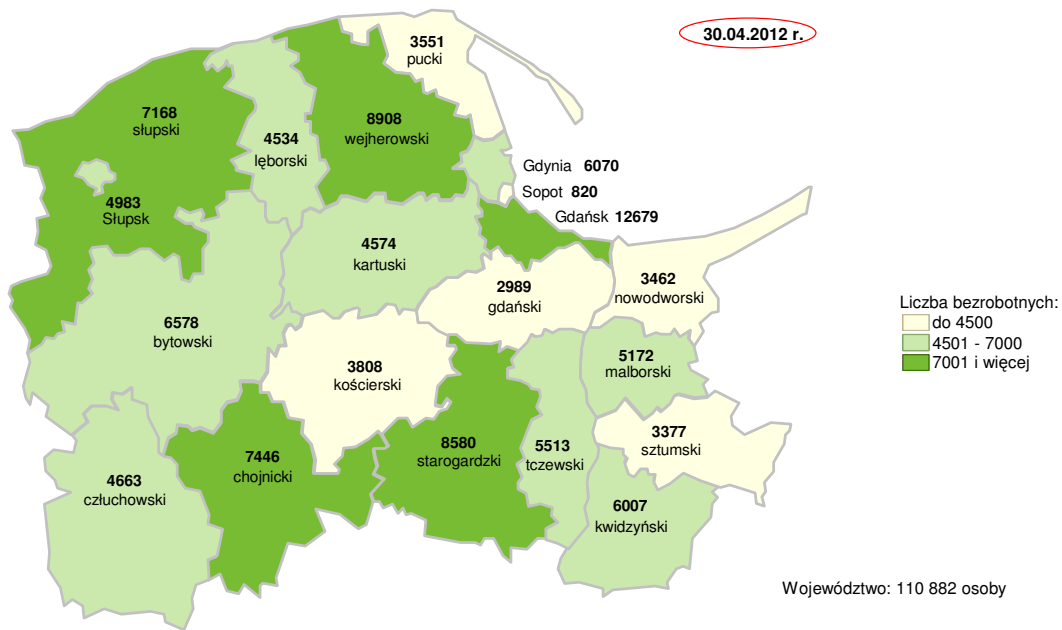 30.04.2012 r.
3551
pucki
7168
słupski
8908
wejherowski
4534
lęborski
Gdynia 6070
Sopot 820
Gdańsk 12679
4983
Słupsk
4574
kartuski
2989
gdański
3462
nowodworski
6578
bytowski
3808
kościerski
5172
malborski
Liczba bezrobotnych:
do 4500
4501 - 7000
7001 i więcej
4663
człuchowski
7446
chojnicki
8580
starogardzki
5513
tczewski
3377
sztumski
6007
kwidzyński
Województwo: 110 882 osoby